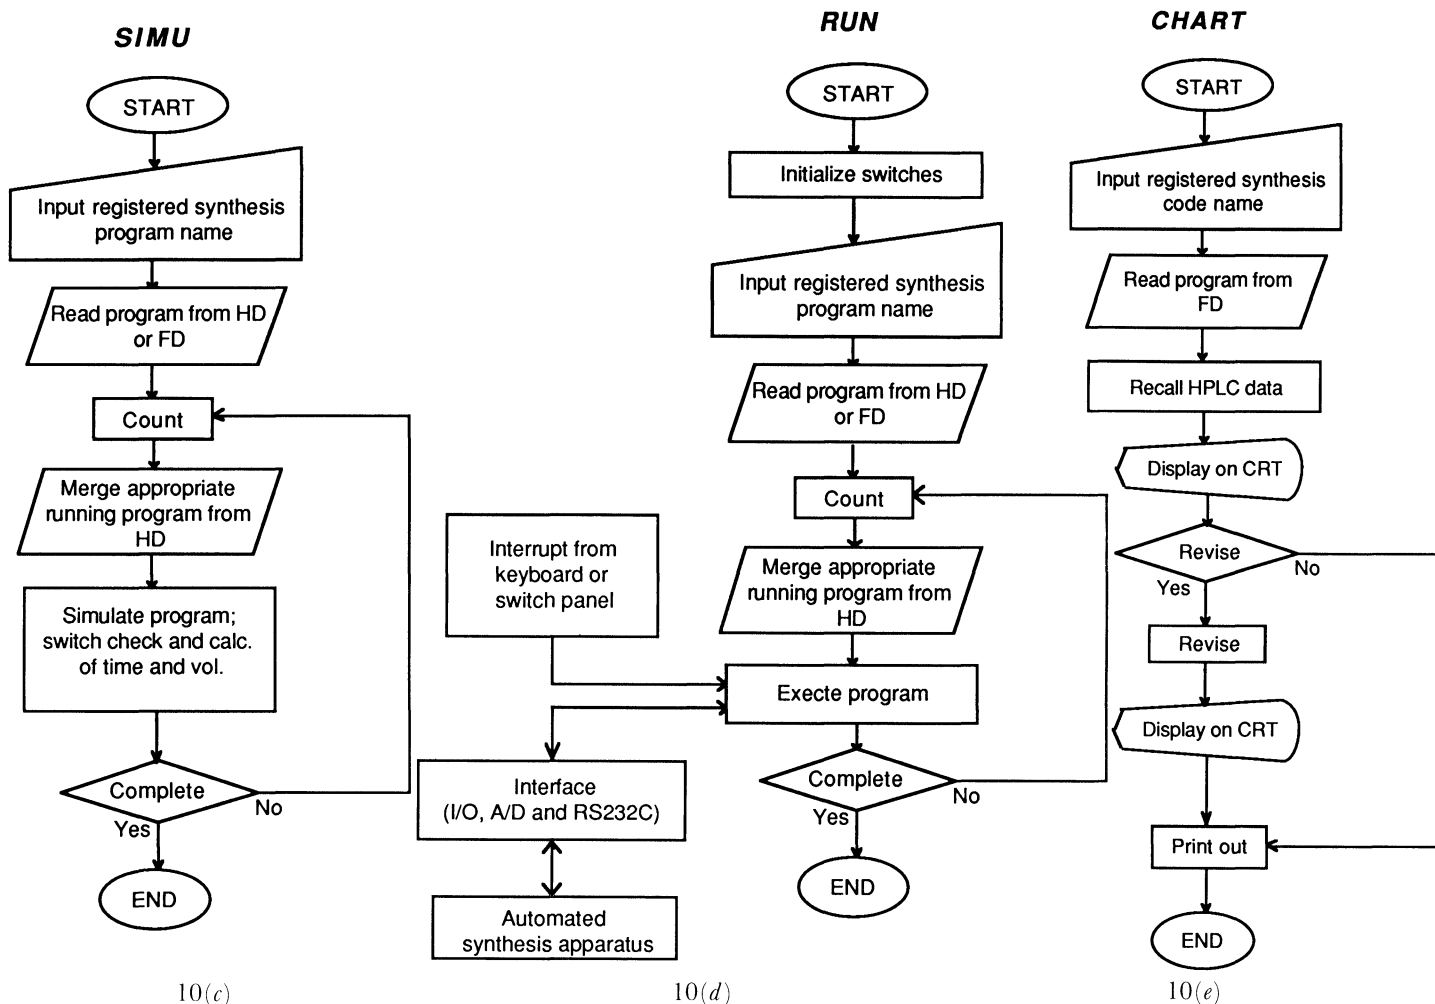 SIMU
START
Input registered synthesis
program name
Read program from HD
or FD
Count
Merge appropriate
running program from
HD
Simulate program;
switch check and calc.
of time and vol.
Complete
No
Yes
END
10(c)
RUN
START
Initialize switches
Input registered synthesis
program name
Read program from HD
or FD
Count
Merge appropriate
running program from
HD
Interrupt from
keyboard or
switch panel
Execte program
Interface
(I/O, A/D and RS232C)
Automated
synthesis apparatus
Complete
No
Yes
END
10(d)
CHART
START
Input registered synthesis
code name
Read program from
FD
Recall HPLC data
Display on CRT
Revise
No
Yes
Revise
Display on CRT
Print out
END
10(e)